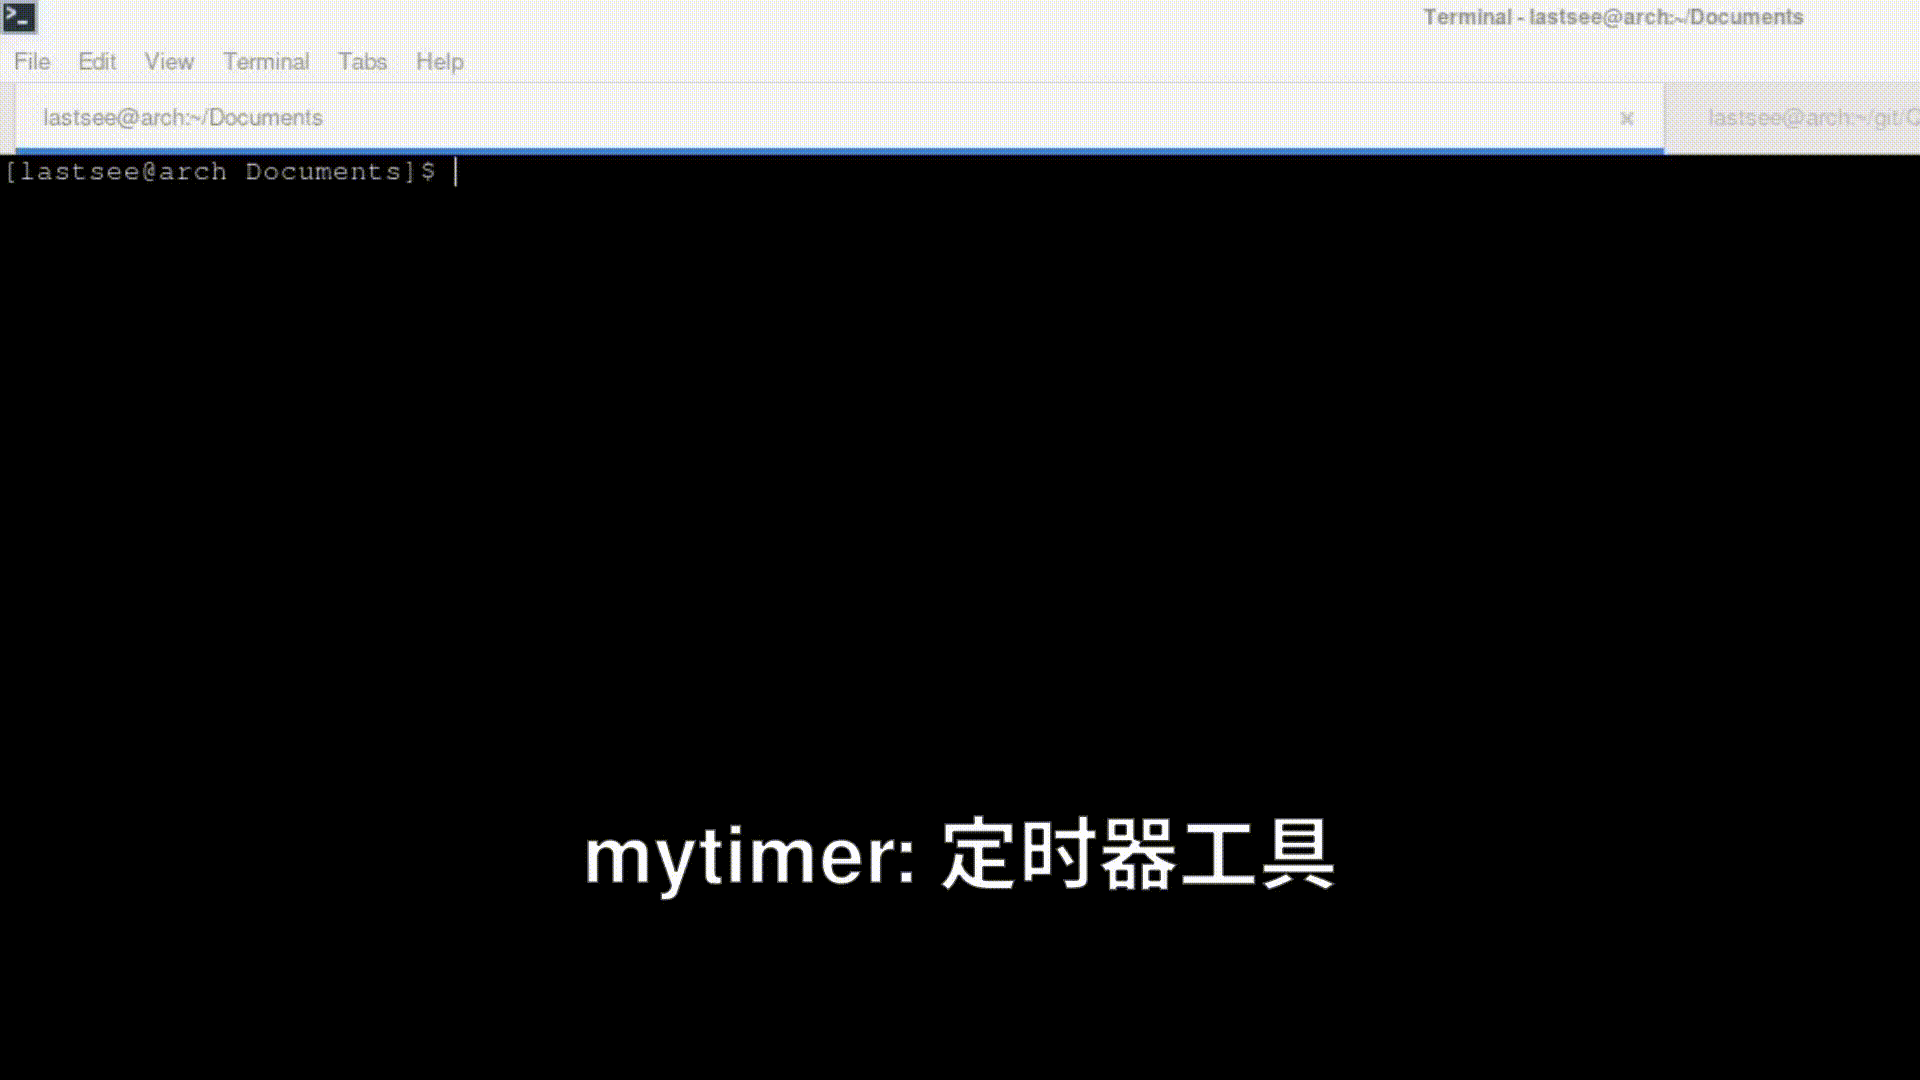 Terminal - lastsee@arch:~/Documents
File Edit View Terminal Tabs Help
lastsee@arch:~/Documents × lastsee@arch:~/git/
[lastsee@arch Documents]$
mytimer: 定时器工具